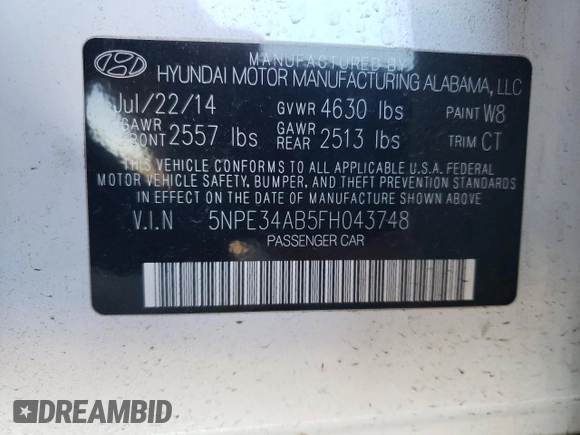 MANUFACTURED BY
HYUNDAI MOTOR MANUFACTURING ALABAMA, LLC
Jul/22/14 GVWR 4630 lbs PAINT W8
GAWR FRONT 2557 lbs GAWR REAR 2513 lbs TRIM CT
THIS VEHICLE CONFORMS TO ALL APPLICABLE U.S.A. FEDERAL
MOTOR VEHICLE SAFETY, BUMPER, AND THEFT PREVENTION STANDARDS
IN EFFECT ON THE DATE OF MANUFACTURE SHOWN ABOVE
V.I.N 5NPE34AB5FH043748
PASSENGER CAR
DREAMBID